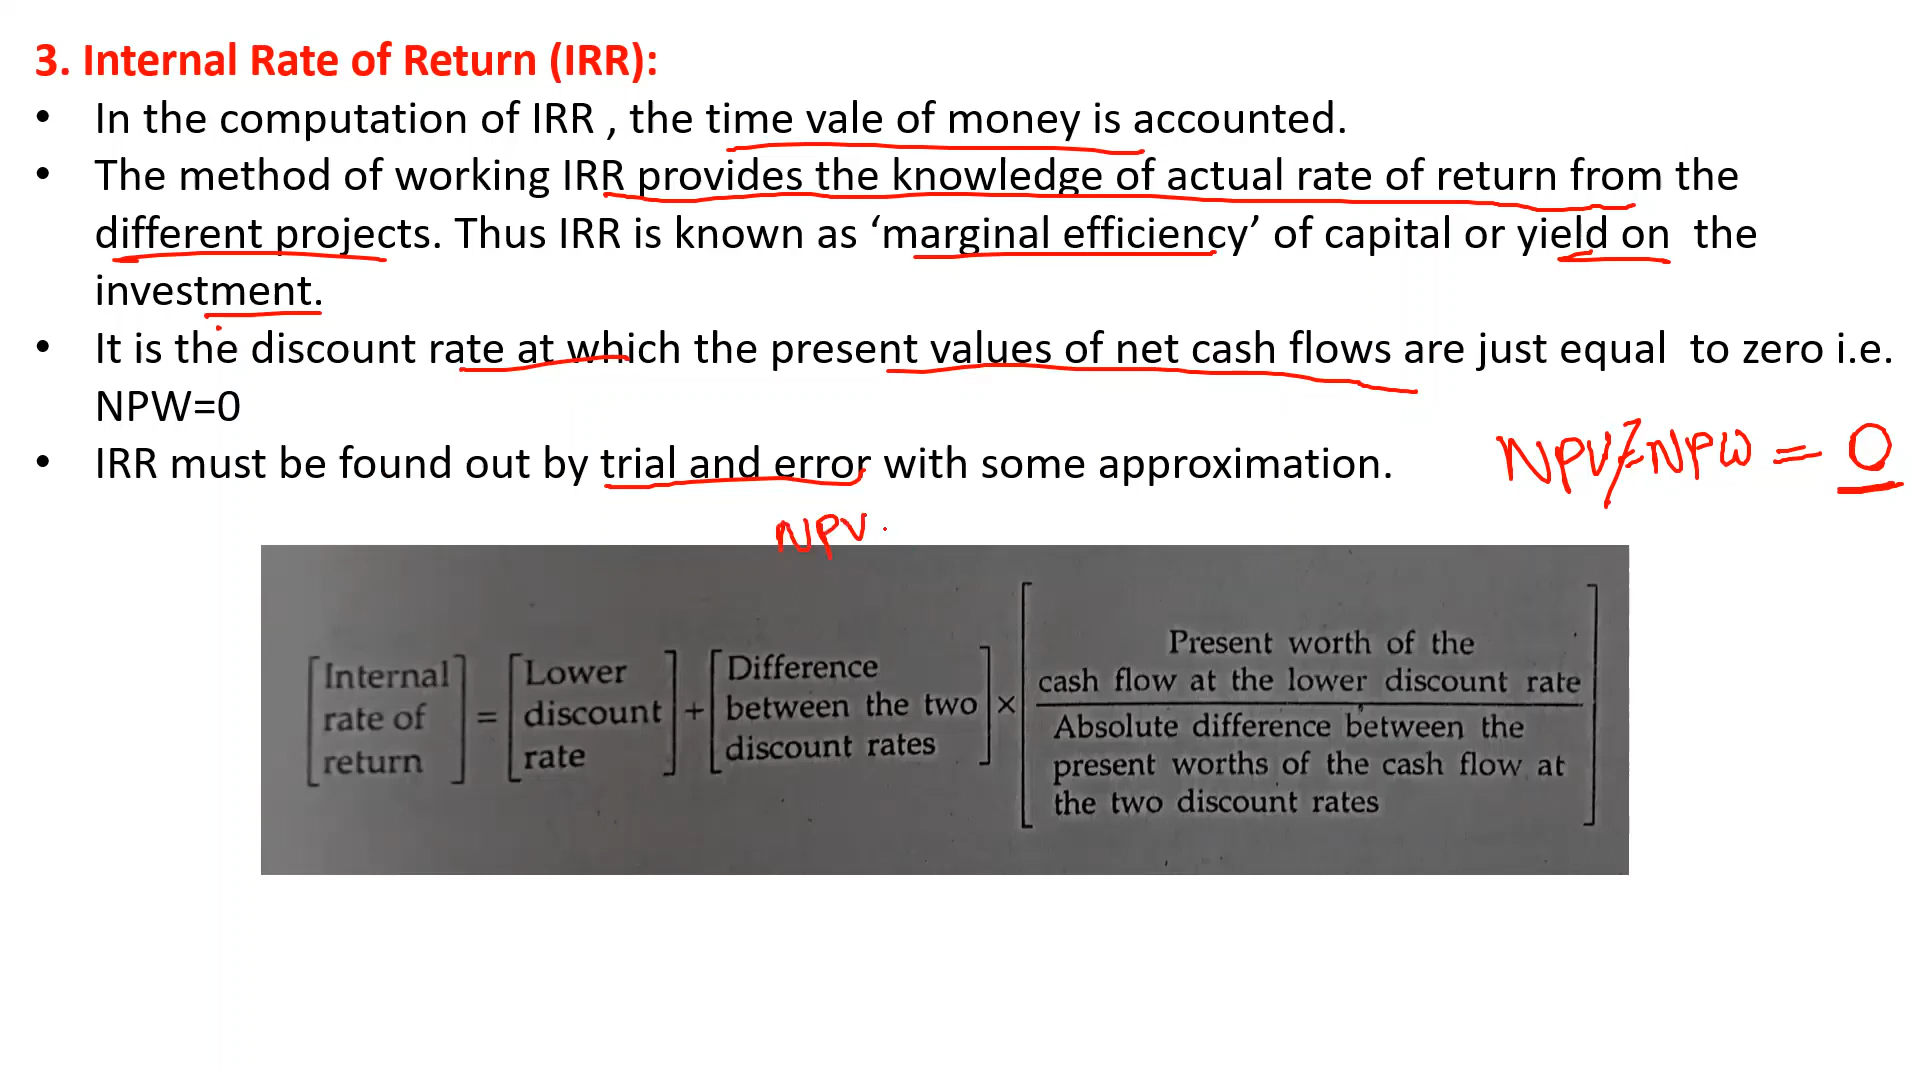 3. Internal Rate of Return (IRR):
• In the computation of IRR , the time vale of money is accounted.
• The method of working IRR provides the knowledge of actual rate of return from the
different projects. Thus IRR is known as ‘marginal efficiency’ of capital or yield on the
investment.
• It is the discount rate at which the present values of net cash flows are just equal to zero i.e.
NPW=0
• IRR must be found out by trial and error with some approximation.
NPV/=NPW = 0
NPV.
[Internal rate of return] = [Lower discount rate] + [Difference between the two discount rates] ×
Present worth of the
cash flow at the lower discount rate
Absolute difference between the
present worths of the cash flow at
the two discount rates